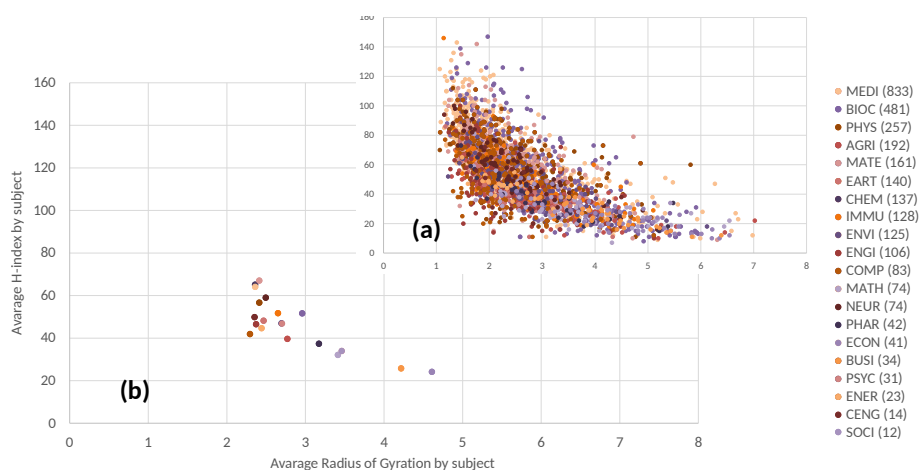 160
140
120
100
80
60
40
20
0
0 1 2 3 4 5 6 7 8
(a)
Avarage H-index by subject
160
140
120
100
80
60
40
20
0
(b)
0 1 2 3 4 5 6 7 8
Avarage Radius of Gyration by subject
MEDI (833)
BIOC (481)
PHYS (257)
AGRI (192)
MATE (161)
EART (140)
CHEM (137)
IMMU (128)
ENVI (125)
ENGI (106)
COMP (83)
MATH (74)
NEUR (74)
PHAR (42)
ECON (41)
BUSI (34)
PSYC (31)
ENER (23)
CENG (14)
SOCI (12)